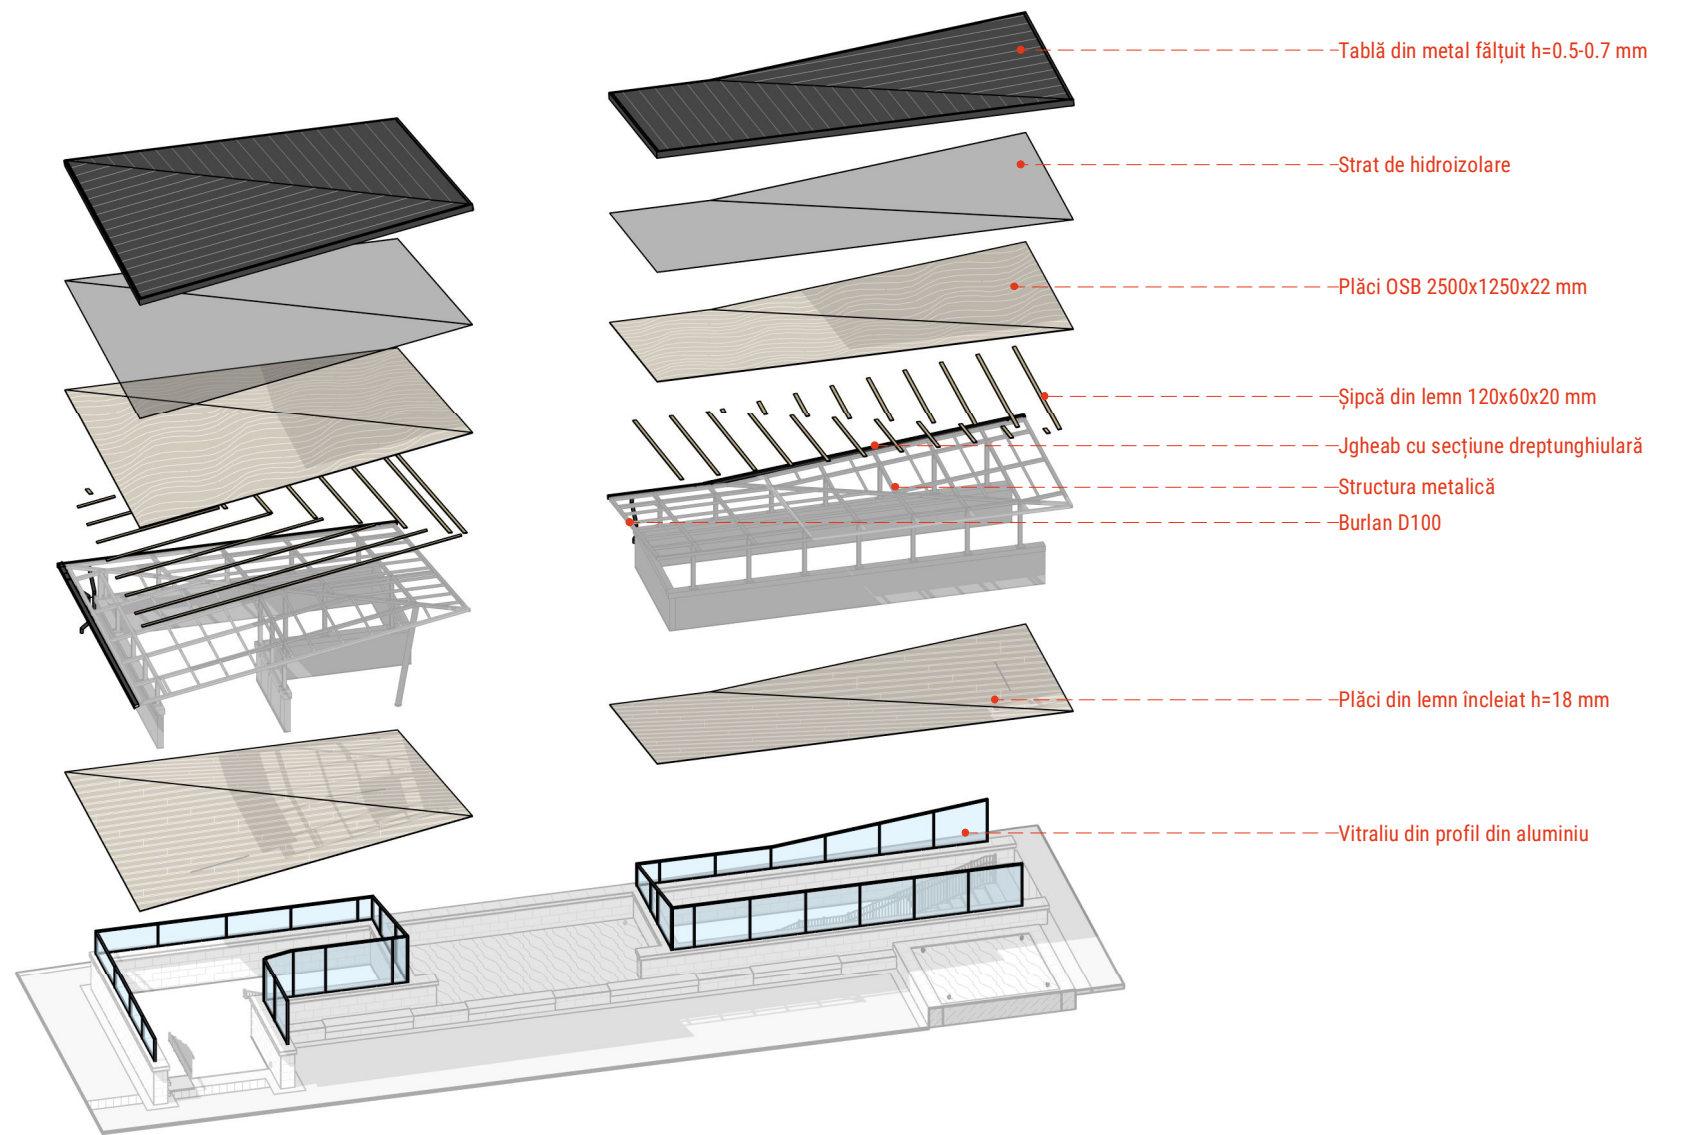 Tablă din metal fălțuit h=0.5-0.7 mm
Strat de hidroizolare
Plăci OSB 2500x1250x22 mm
Șipcă din lemn 120x60x20 mm
Jgheab cu secțiune dreptunghiulară
Structura metalică
Burlan D100
Plăci din lemn încleiat h=18 mm
Vitraliu din profil din aluminiu